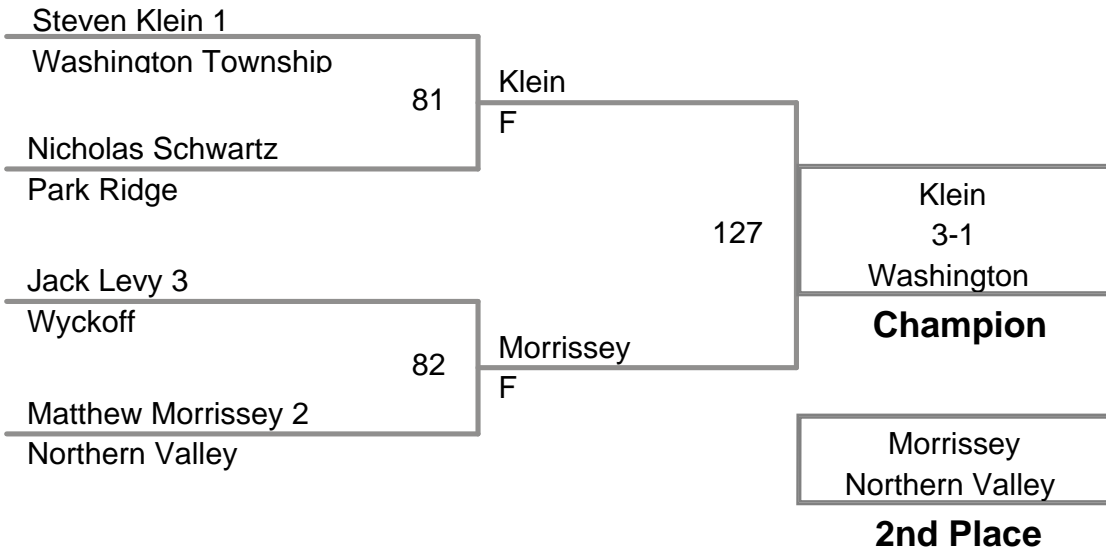 Steven Klein 1
Washington Township
81
Klein
F
Nicholas Schwartz
Park Ridge
127
Klein
3-1
Washington
Champion
Jack Levy 3
Wyckoff
82
Morrissey
F
Matthew Morrissey 2
Northern Valley
Morrissey
Northern Valley
2nd Place